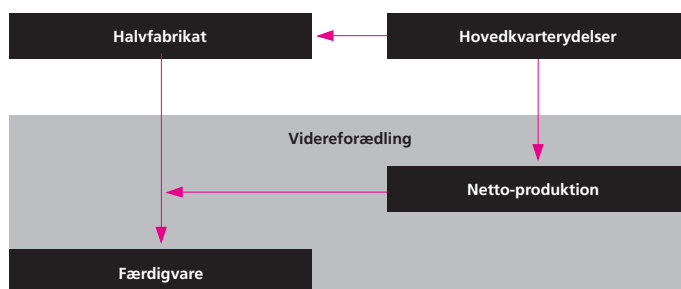 Halvfabrikat
Hovedkvarterydelser
Videreforædling
Netto-produktion
Færdigvare